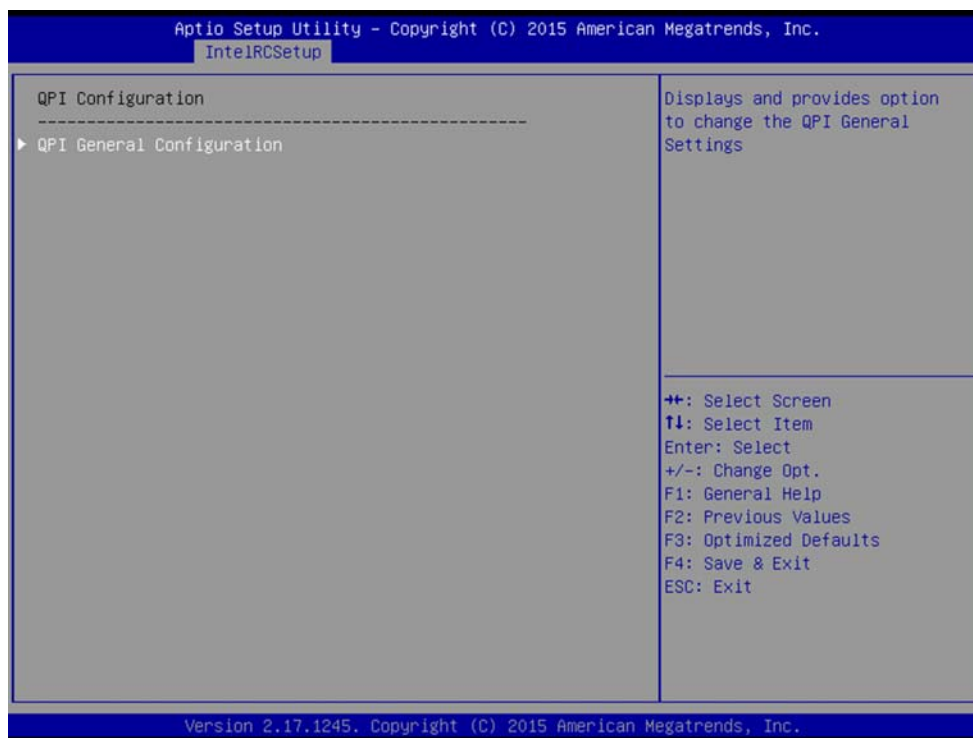 Aptio Setup Utility – Copyright (C) 2015 American Megatrends, Inc.
IntelRCSetup
QPI Configuration
--------------------------------------------------
QPI General Configuration
Displays and provides option
to change the QPI General
Settings
→←: Select Screen
↑↓: Select Item
Enter: Select
+/-: Change Opt.
F1: General Help
F2: Previous Values
F3: Optimized Defaults
F4: Save & Exit
ESC: Exit
Version 2.17.1245. Copyright (C) 2015 American Megatrends, Inc.